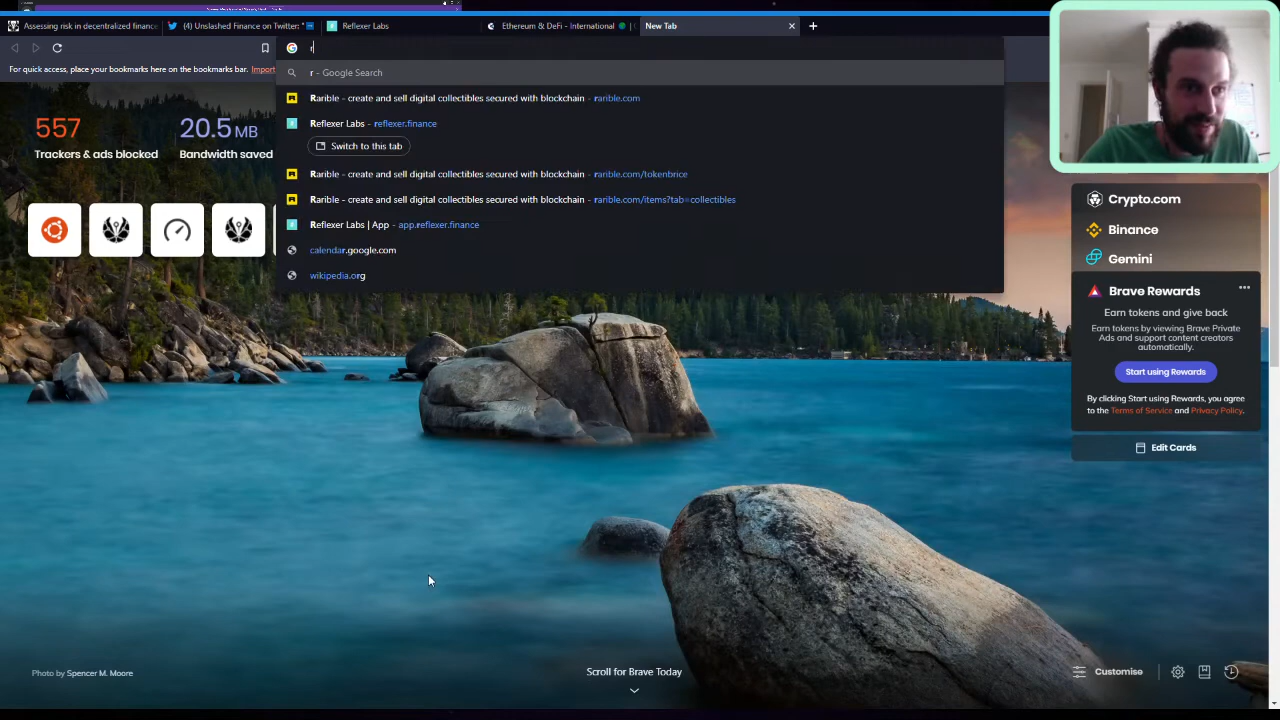 Assessing risk in decentralized finance
(4) Unslashed Finance on Twitter: "
Reflexer Labs
Ethereum & DeFi - International
New Tab
r
For quick access, place your bookmarks here on the bookmarks bar. Import
r - Google Search
Rarible - create and sell digital collectibles secured with blockchain - rarible.com
Reflexer Labs - reflexer.finance
Switch to this tab
Rarible - create and sell digital collectibles secured with blockchain - rarible.com/tokenbrice
Rarible - create and sell digital collectibles secured with blockchain - rarible.com/items?tab=collectibles
Reflexer Labs | App - app.reflexer.finance
calendar.google.com
wikipedia.org
557
Trackers & ads blocked
20.5 MB
Bandwidth saved
Crypto.com
Binance
Gemini
Brave Rewards
Earn tokens and give back
Earn tokens by viewing Brave Private
Ads and support content creators
automatically.
Start using Rewards
By clicking Start using Rewards, you agree
to the Terms of Service and Privacy Policy.
Edit Cards
Photo by Spencer M. Moore
Scroll for Brave Today
Customise